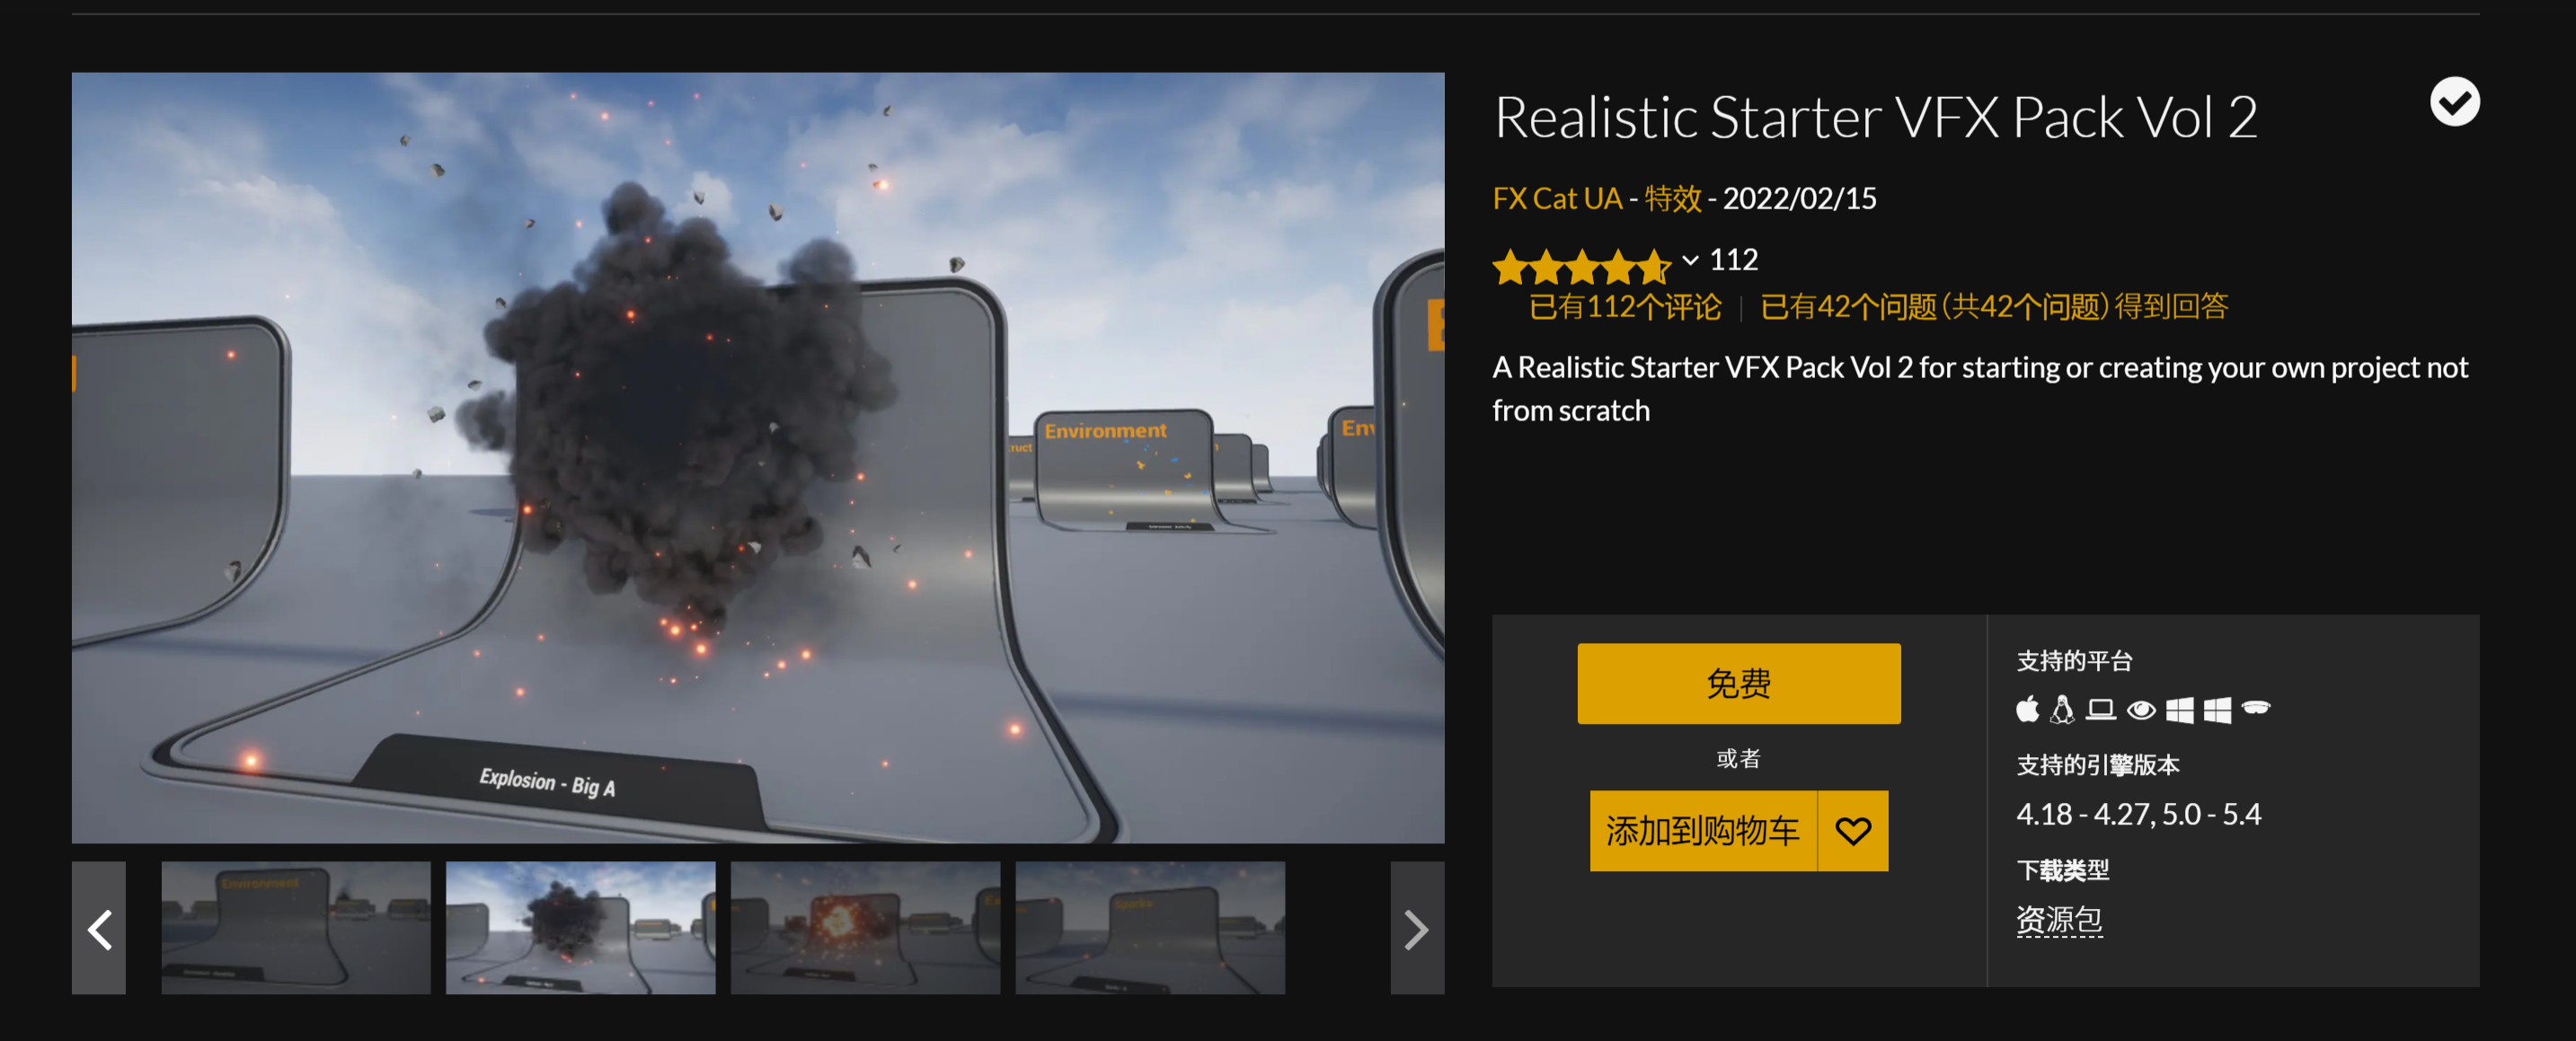 Realistic Starter VFX Pack Vol 2
FX Cat UA - 特效 - 2022/02/15
112
已有112个评论 | 已有42个问题(共42个问题)得到回答
A Realistic Starter VFX Pack Vol 2 for starting or creating your own project not
from scratch
Environment
ruct
Env
Explosion - Big A
Environment
Sparks
免费
或者
添加到购物车
支持的平台
支持的引擎版本
4.18 - 4.27, 5.0 - 5.4
下载类型
资源包